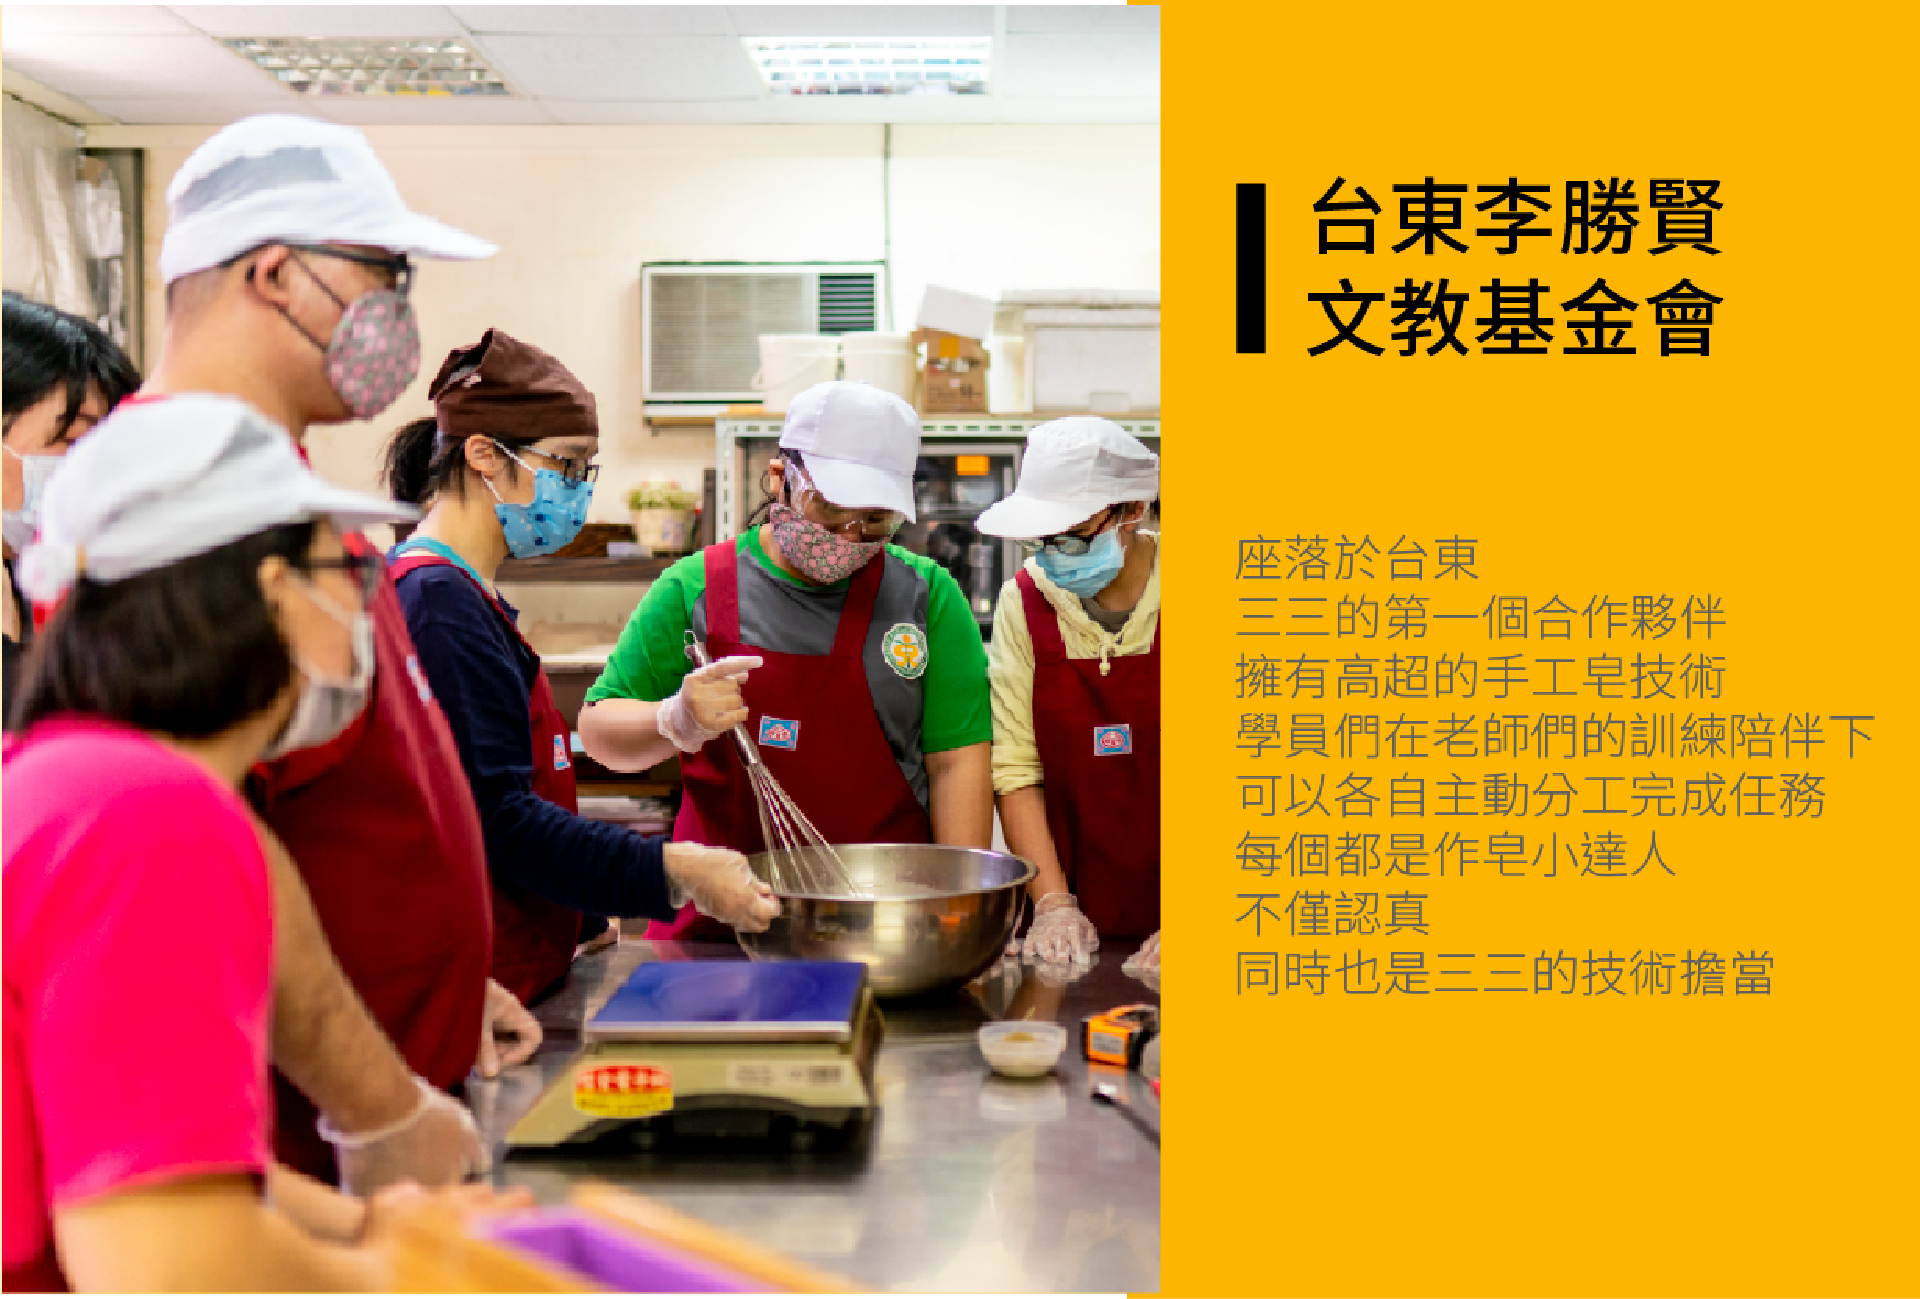 台東李勝賢
文教基金會
座落於台東
三三的第一個合作夥伴
擁有高超的手工皂技術
學員們在老師們的訓練陪伴下
可以各自主動分工完成任務
每個都是作皂小達人
不僅認真
同時也是三三的技術擔當